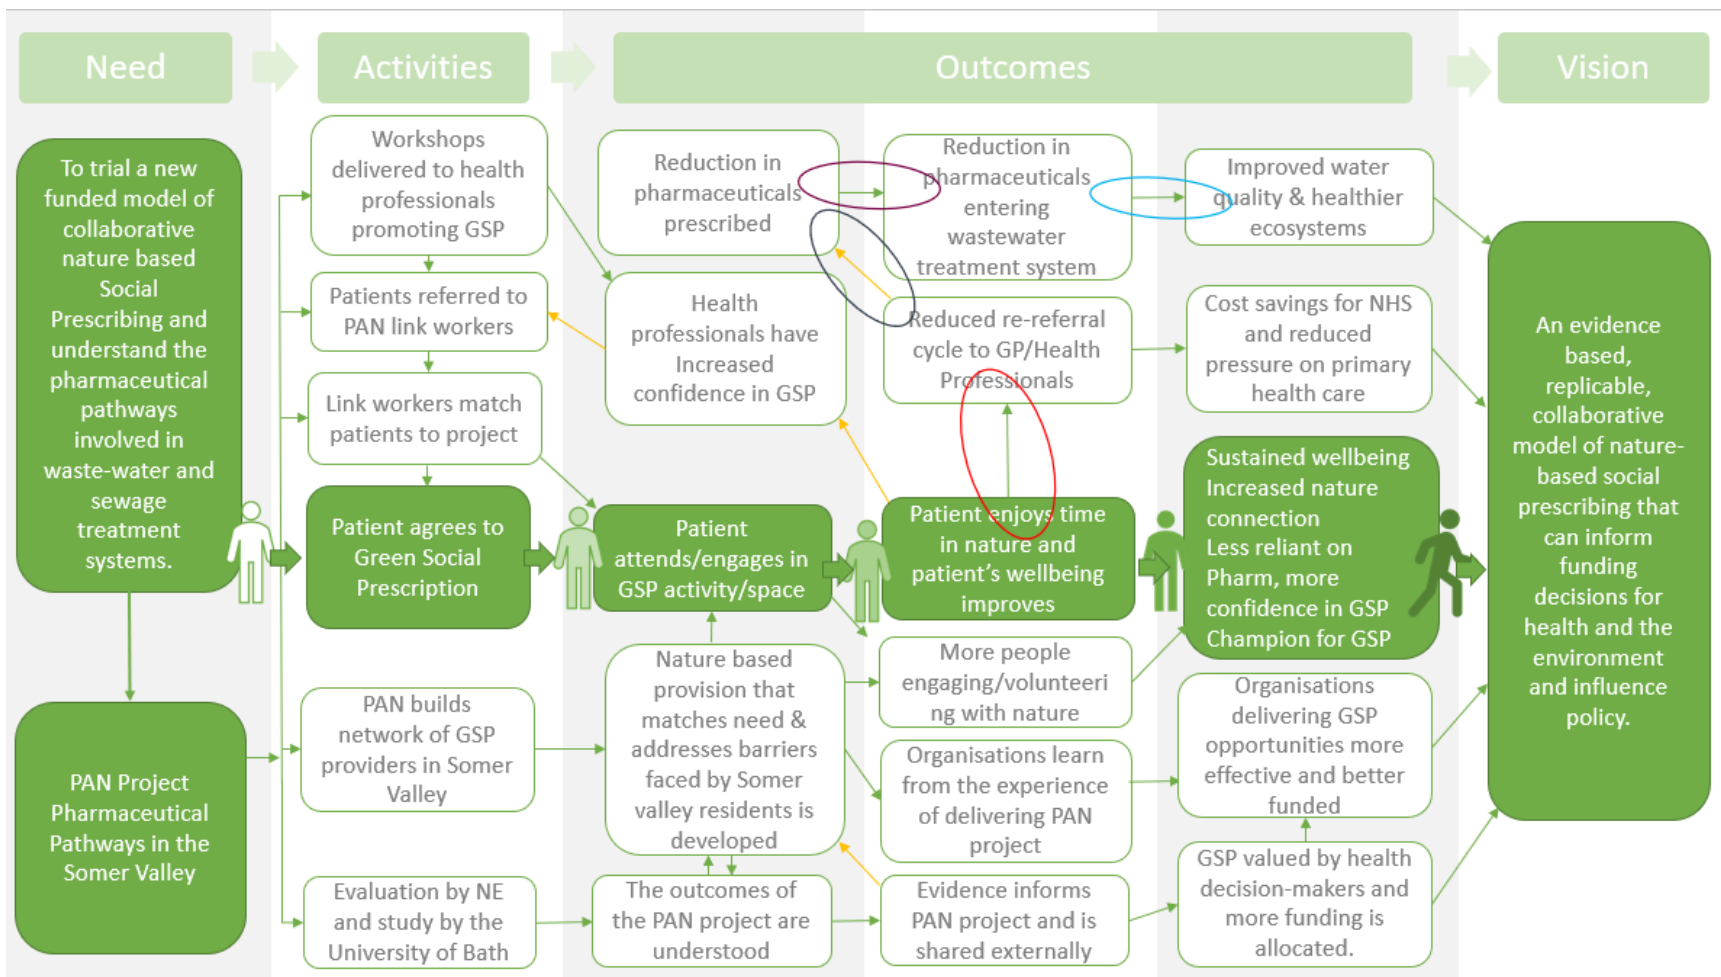 Need
Activities
Outcomes
Vision
To trial a new
funded model of
collaborative
nature based
Social
Prescribing and
understand the
pharmaceutical
pathways
involved in
waste-water and
sewage
treatment
systems.
PAN Project
Pharmaceutical
Pathways in the
Somer Valley
Workshops
delivered to health
professionals
promoting GSP
Patients referred to
PAN link workers
Link workers match
patients to project
Patient agrees to
Green Social
Prescription
PAN builds
network of GSP
providers in Somer
Valley
Evaluation by NE
and study by the
University of Bath
Reduction in
pharmaceuticals
prescribed
Health
professionals have
Increased
confidence in GSP
Patient
attends/engages in
GSP activity/space
Nature based
provision that
matches need &
addresses barriers
faced by Somer
valley residents is
developed
The outcomes of
the PAN project are
understood
Reduction in
pharmaceuticals
entering
wastewater
treatment system
Reduced re-referral
cycle to GP/Health
Professionals
Patient enjoys time
in nature and
patient's wellbeing
improves
More people
engaging/volunteeri
ng with nature
Organisations learn
from the experience
of delivering PAN
project
Evidence informs
PAN project and is
shared externally
Improved water
quality & healthier
ecosystems
Cost savings for NHS
and reduced
pressure on primary
health care
Sustained wellbeing
Increased nature
connection
Less reliant on
Pharm, more
confidence in GSP
Champion for GSP
Organisations
delivering GSP
opportunities more
effective and better
funded
GSP valued by health
decision-makers and
more funding is
allocated.
An evidence
based,
replicable,
collaborative
model of nature-
based social
prescribing that
can inform
funding
decisions for
health and the
environment
and influence
policy.